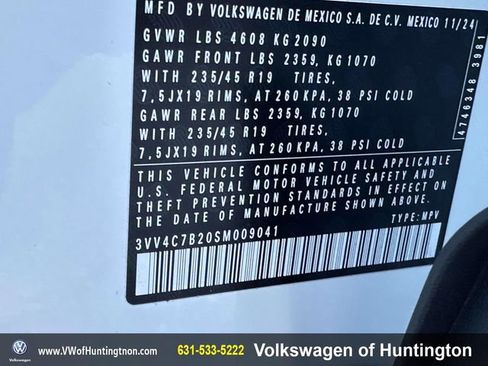 MFD BY VOLKSWAGEN DE MEXICO S.A. DE C.V. MEXICO 11/24
GVWR LBS 4608 KG 2090
GAWR FRONT LBS 2359, KG 1070
WITH 235/45 R19 TIRES,
7,5JX19 RIMS, AT 260 KPA, 38 PSI COLD
GAWR REAR LBS 2359, KG 1070
WITH 235/45 R19 TIRES,
7,5JX19 RIMS, AT 260 KPA, 38 PSI COLD
THIS VEHICLE CONFORMS TO ALL APPLICABLE
U.S. FEDERAL MOTOR VEHICLE SAFETY AND
THEFT PREVENTION STANDARDS IN EFFECT ON
THE DATE OF MANUFACTURE SHOWN ABOVE.
3VV4C7B20SM009041
TYPE: MPV
4746348 3981
Volkswagen
www.VWofHuntingtnon.com
631-533-5222
Volkswagen of Huntington